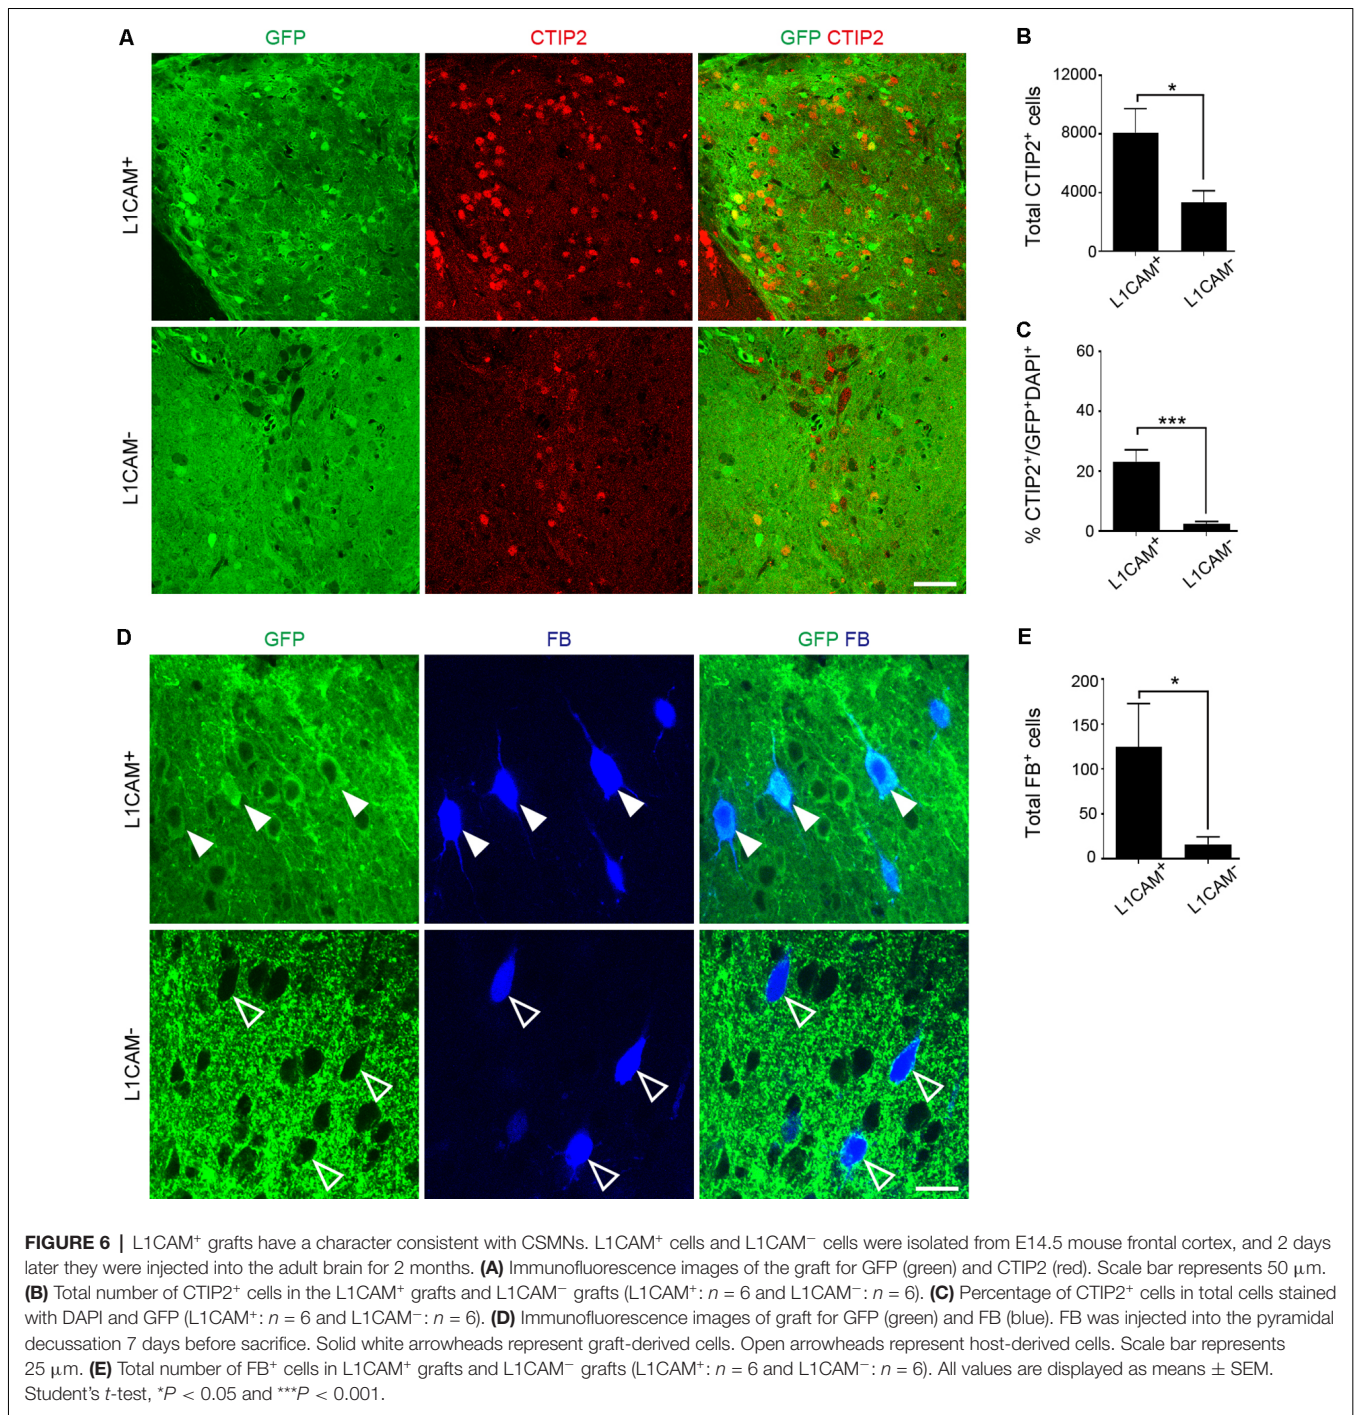 A
GFP
CTIP2
GFP CTIP2
L1CAM+
L1CAM-
B
Total CTIP2+ cells
12000
8000
4000
0
*
L1CAM+
L1CAM-
C
% CTIP2+/GFP+DAPI+
60
40
20
0
***
L1CAM+
L1CAM-
D
GFP
FB
GFP FB
L1CAM+
L1CAM-
E
Total FB+ cells
200
150
100
50
0
*
L1CAM+
L1CAM-
FIGURE 6 | L1CAM+ grafts have a character consistent with CSMNs. L1CAM+ cells and L1CAM− cells were isolated from E14.5 mouse frontal cortex, and 2 days
later they were injected into the adult brain for 2 months. (A) Immunofluorescence images of the graft for GFP (green) and CTIP2 (red). Scale bar represents 50 μm.
(B) Total number of CTIP2+ cells in the L1CAM+ grafts and L1CAM− grafts (L1CAM+: n = 6 and L1CAM−: n = 6). (C) Percentage of CTIP2+ cells in total cells stained
with DAPI and GFP (L1CAM+: n = 6 and L1CAM−: n = 6). (D) Immunofluorescence images of graft for GFP (green) and FB (blue). FB was injected into the pyramidal
decussation 7 days before sacrifice. Solid white arrowheads represent graft-derived cells. Open arrowheads represent host-derived cells. Scale bar represents
25 μm. (E) Total number of FB+ cells in L1CAM+ grafts and L1CAM− grafts (L1CAM+: n = 6 and L1CAM−: n = 6). All values are displayed as means ± SEM.
Student's t-test, *P < 0.05 and ***P < 0.001.